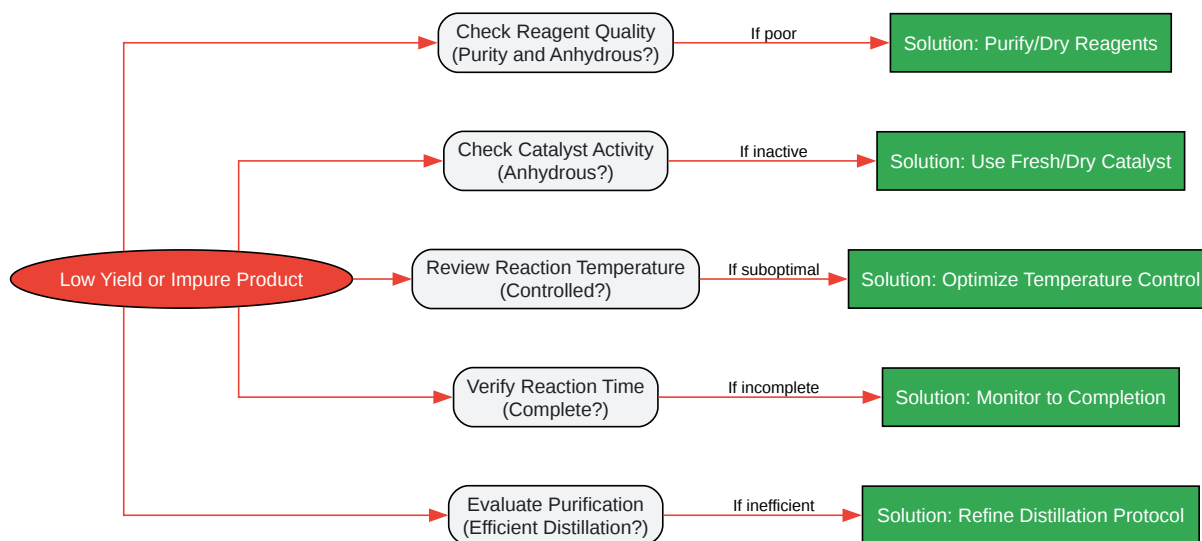 Check Reagent Quality
(Purity and Anhydrous?)
If poor
Solution: Purify/Dry Reagents
Check Catalyst Activity
(Anhydrous?)
If inactive
Solution: Use Fresh/Dry Catalyst
Low Yield or Impure Product
Review Reaction Temperature
(Controlled?)
If suboptimal
Solution: Optimize Temperature Control
Verify Reaction Time
(Complete?)
If incomplete
Solution: Monitor to Completion
Evaluate Purification
(Efficient Distillation?)
If inefficient
Solution: Refine Distillation Protocol